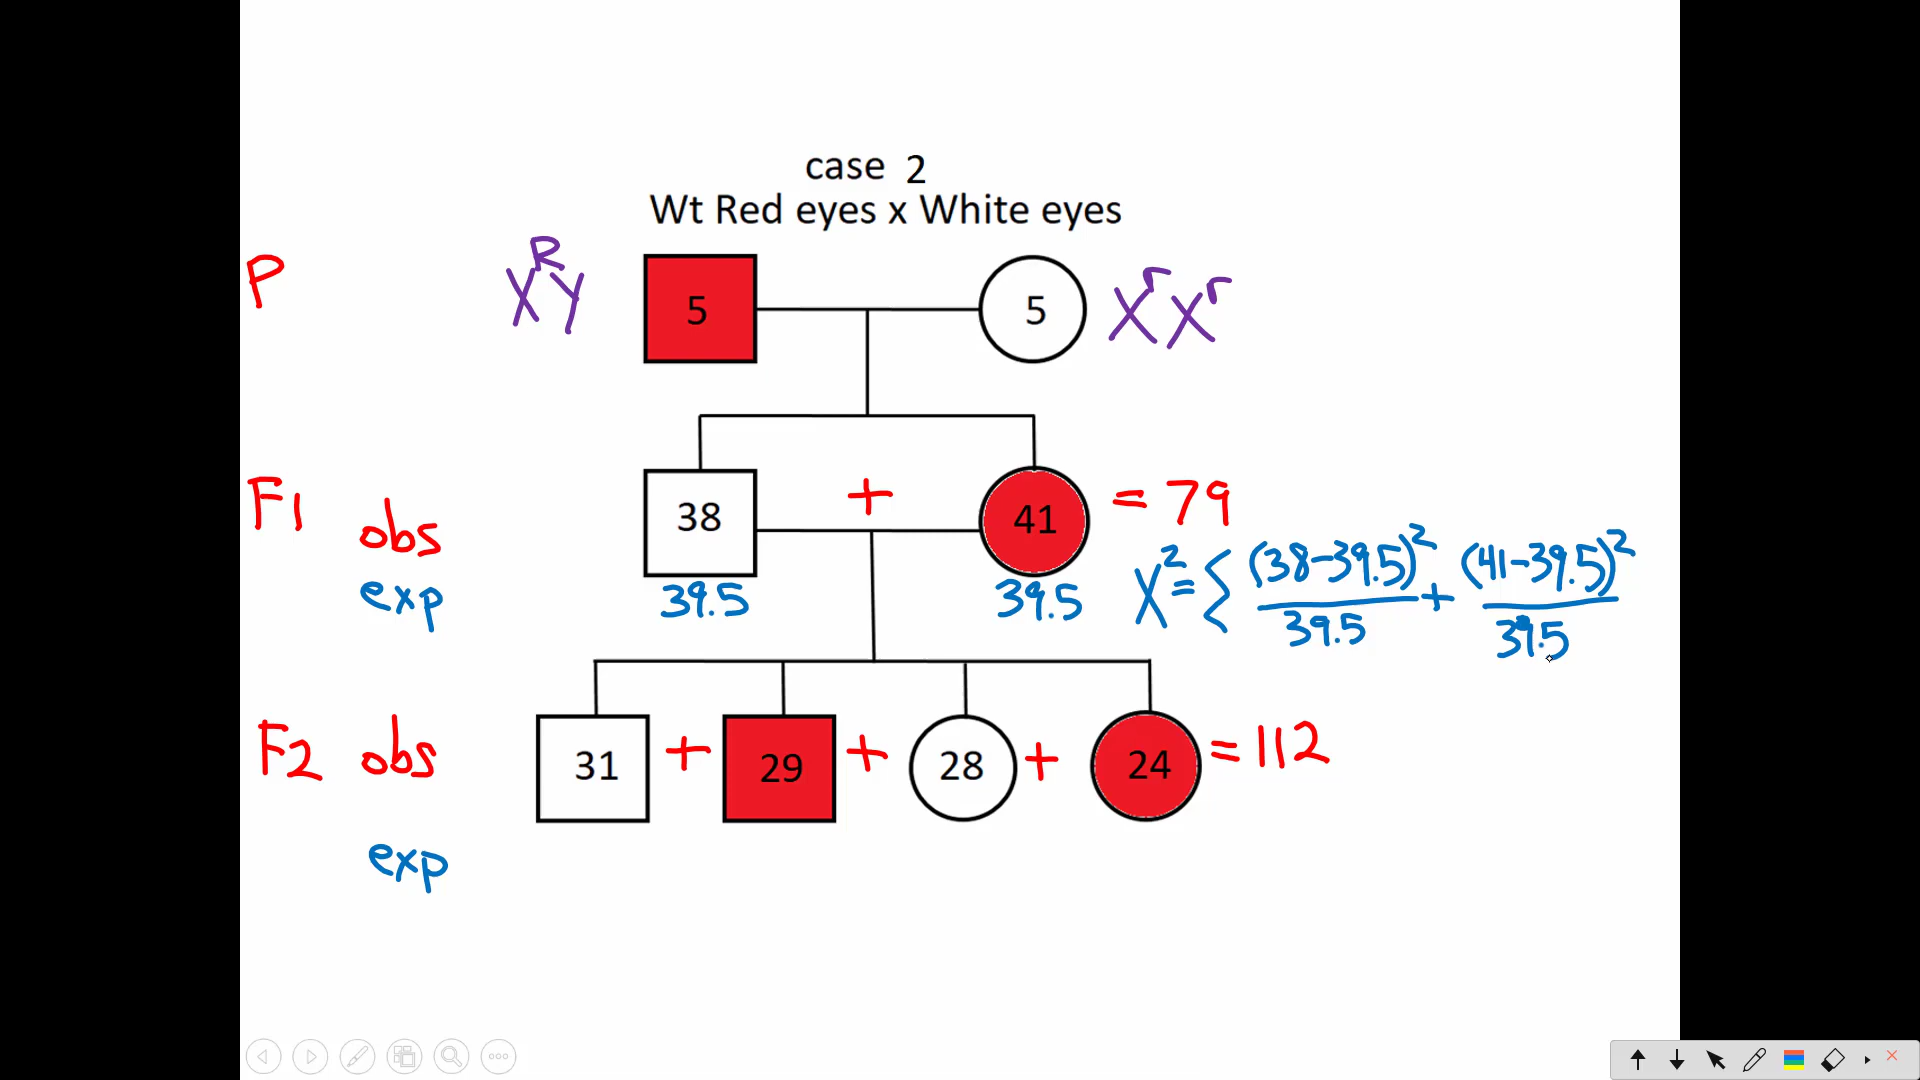 case 2
Wt Red eyes x White eyes
P X^R Y 5 5 X^r X^r
F1 obs 38 + 41 = 79
exp 39.5 39.5 X² = { (38-39.5)² / 39.5 + (41-39.5)² / 39.5
F2 obs 31 + 29 + 28 + 24 = 112
exp